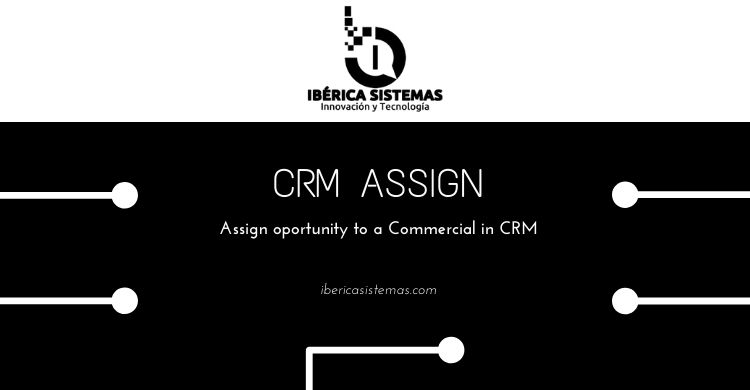 IBÉRICA SISTEMAS
Innovación y Tecnología
CRM ASSIGN
Assign oportunity to a Commercial in CRM
ibericasistemas.com